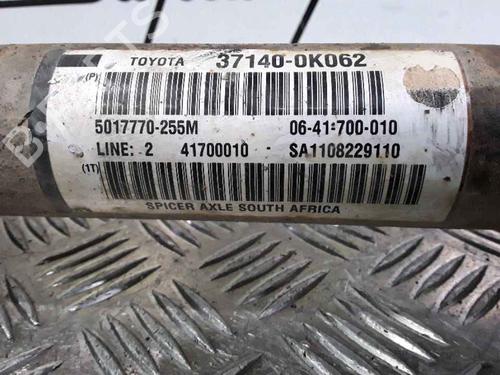 TOYOTA 37140-0K062
(P)
5017770-255M 06-41-700-010
LINE: 2 41700010 - SA1108229110
(1T)
SPICER AXLE SOUTH AFRICA